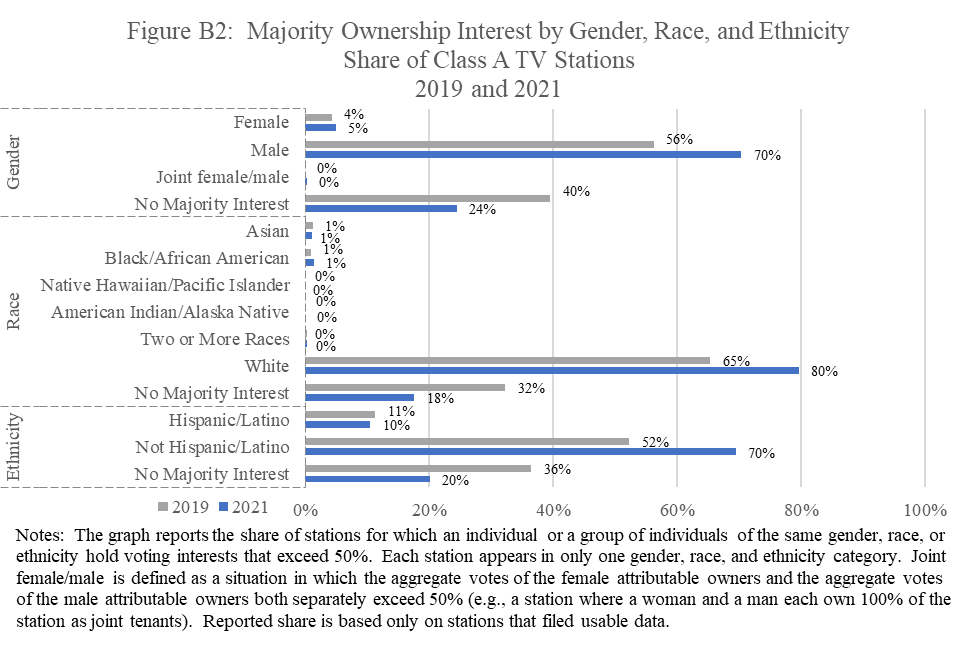 Figure B2:  Majority Ownership Interest by Gender, Race, and Ethnicity
Share of Class A TV Stations
2019 and 2021
Gender
Female 4%
5%
Male 56%
70%
Joint female/male 0%
0%
No Majority Interest 40%
24%
Race
Asian 1%
1%
Black/African American 1%
1%
Native Hawaiian/Pacific Islander 0%
0%
American Indian/Alaska Native 0%
0%
Two or More Races 0%
0%
White 65%
80%
No Majority Interest 32%
18%
Ethnicity
Hispanic/Latino 11%
10%
Not Hispanic/Latino 52%
70%
No Majority Interest 36%
20%
2019 2021 0% 20% 40% 60% 80% 100%
Notes:  The graph reports the share of stations for which an individual or a group of individuals of the same gender, race, or
ethnicity hold voting interests that exceed 50%.  Each station appears in only one gender, race, and ethnicity category.  Joint
female/male is defined as a situation in which the aggregate votes of the female attributable owners and the aggregate votes
of the male attributable owners both separately exceed 50% (e.g., a station where a woman and a man each own 100% of the
station as joint tenants).  Reported share is based only on stations that filed usable data.